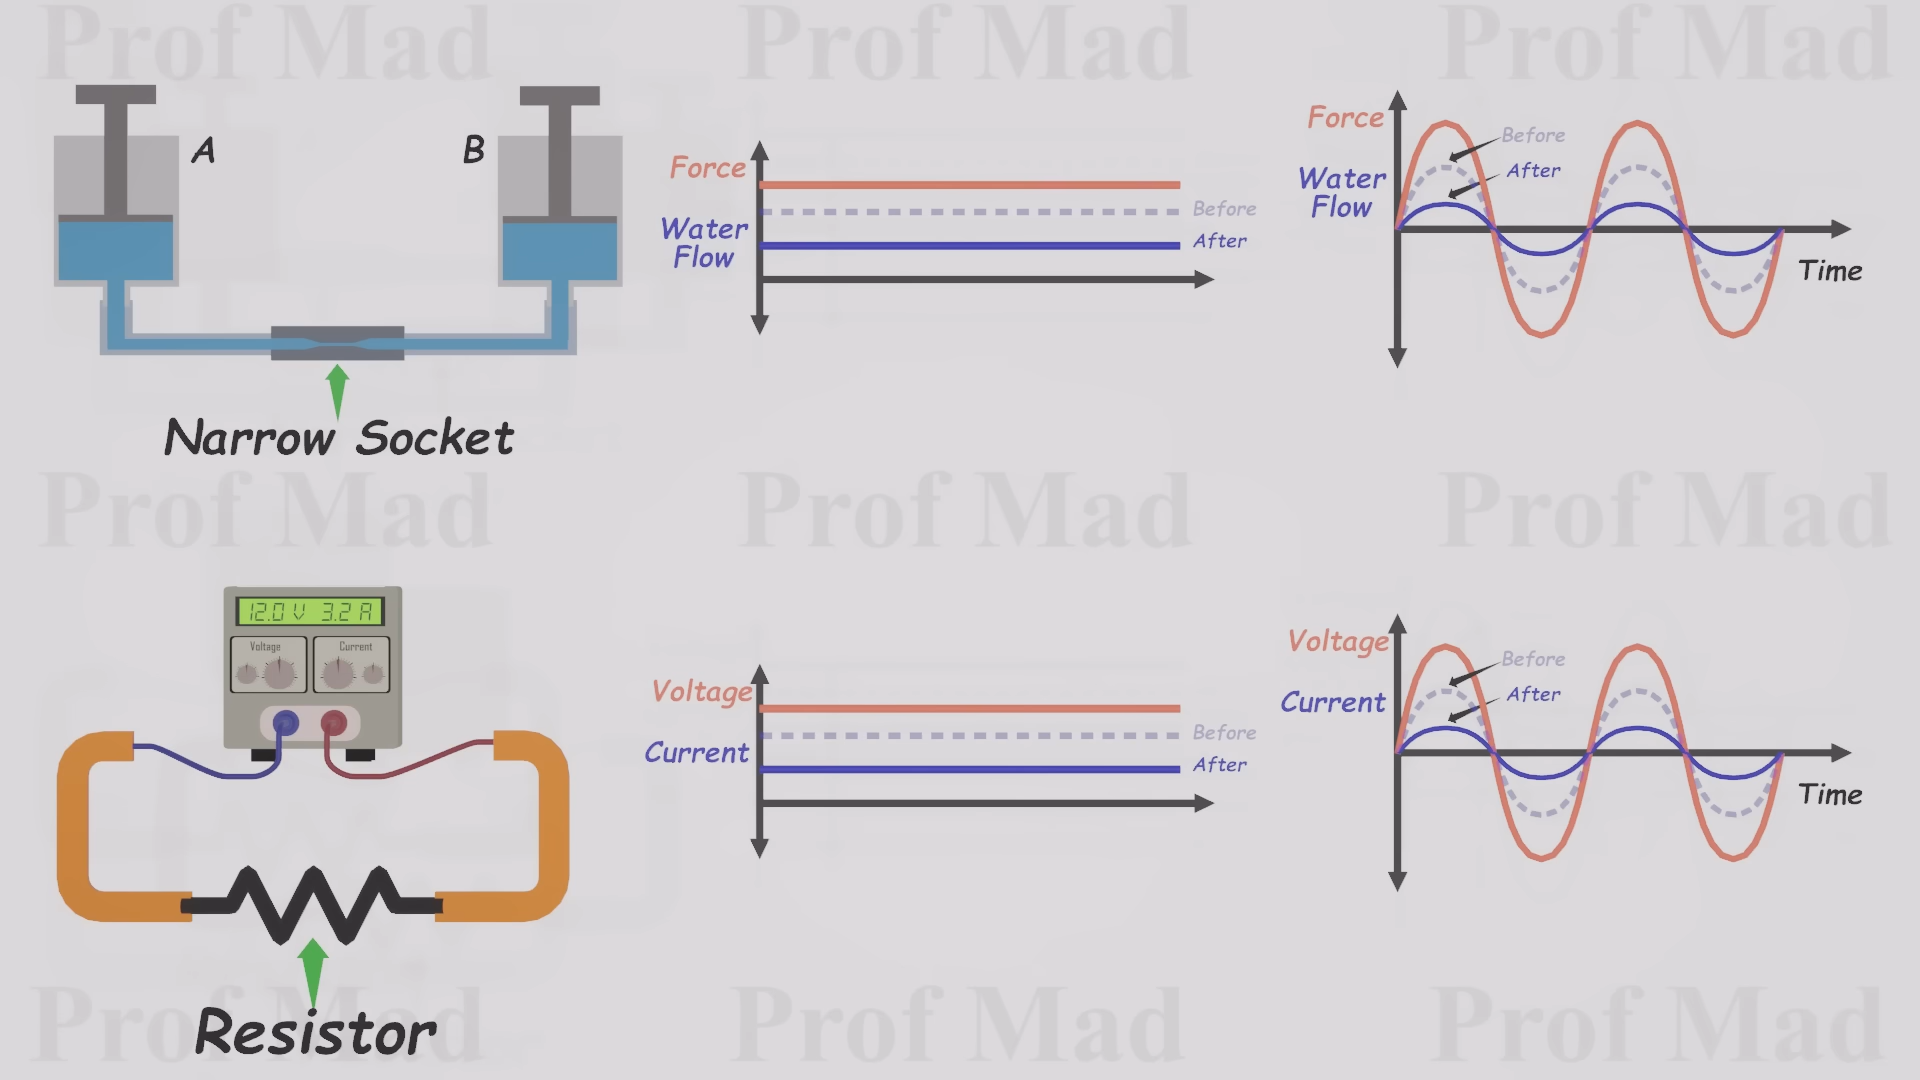 Prof Mad
Prof Mad
Prof Mad
A
B
Narrow Socket
Force
Water
Flow
Before
After
Force
Water
Flow
Before
After
Time
Prof Mad
Prof Mad
Prof Mad
12.0 V 3.2 A
Voltage
Current
Resistor
Voltage
Current
Before
After
Voltage
Current
Before
After
Time
Prof Mad
Prof Mad
Prof Mad